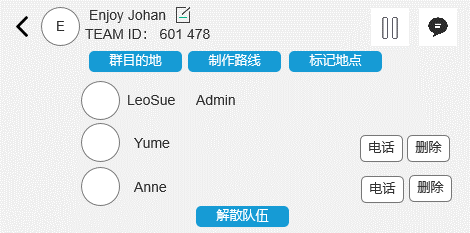 E Enjoy Johan
TEAM ID: 601 478
群目的地 制作路线 标记地点
LeoSue Admin
Yume 电话 删除
Anne 电话 删除
解散队伍